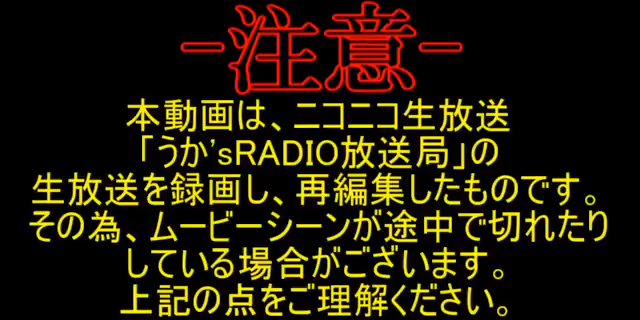 -注意-
本動画は、ニコニコ生放送
「うか'sRADIO放送局」の
生放送を録画し、再編集したものです。
その為、ムービーシーンが途中で切れたり
している場合がございます。
上記の点をご理解ください。